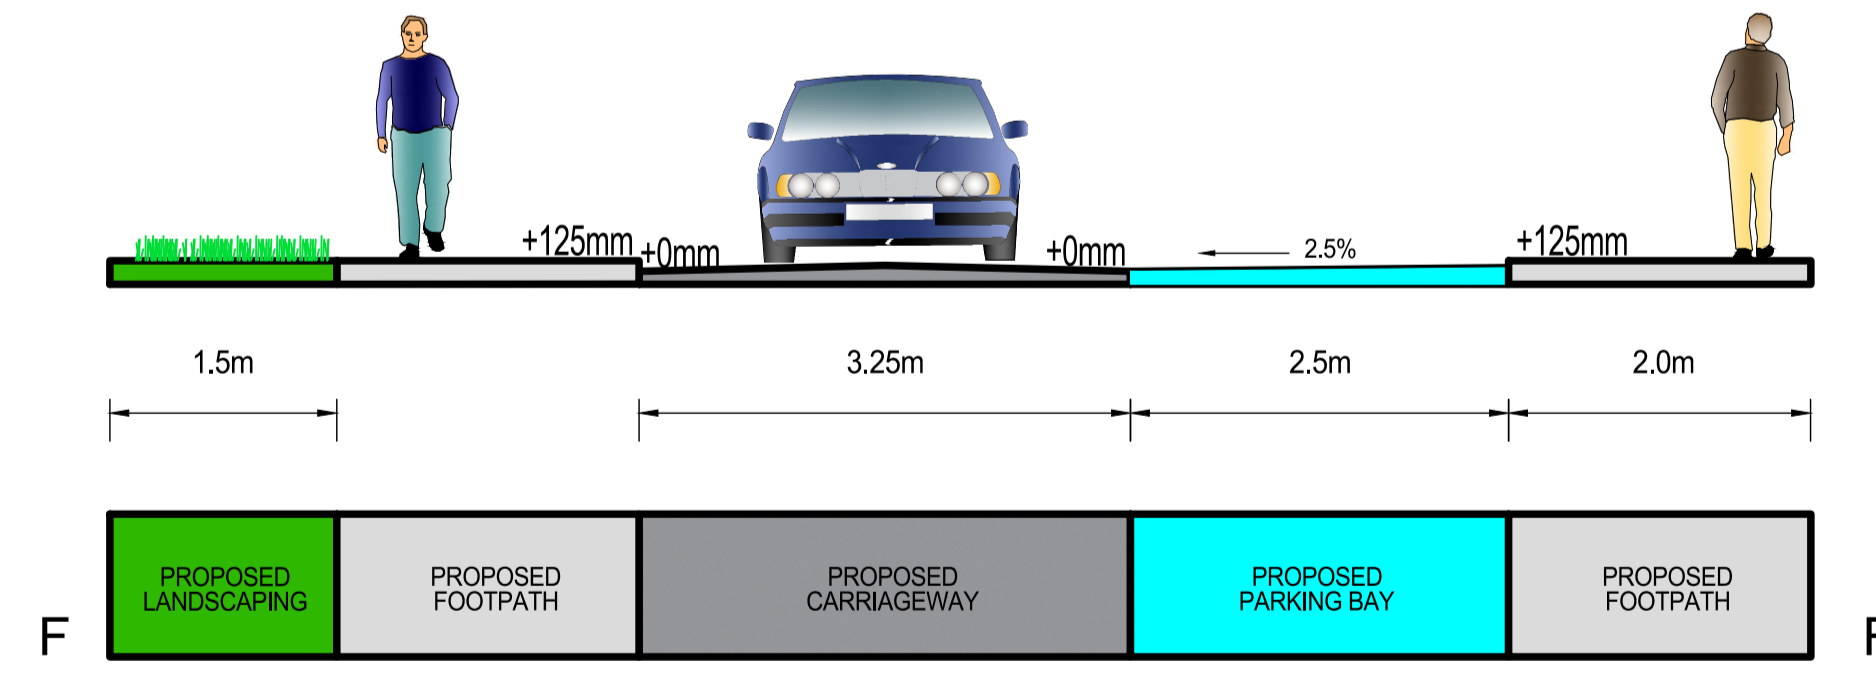 +125mm
+0mm
+0mm
2.5%
+125mm
1.5m
3.25m
2.5m
2.0m
PROPOSED
LANDSCAPING
PROPOSED
FOOTPATH
PROPOSED
CARRIAGEWAY
PROPOSED
PARKING BAY
PROPOSED
FOOTPATH
F